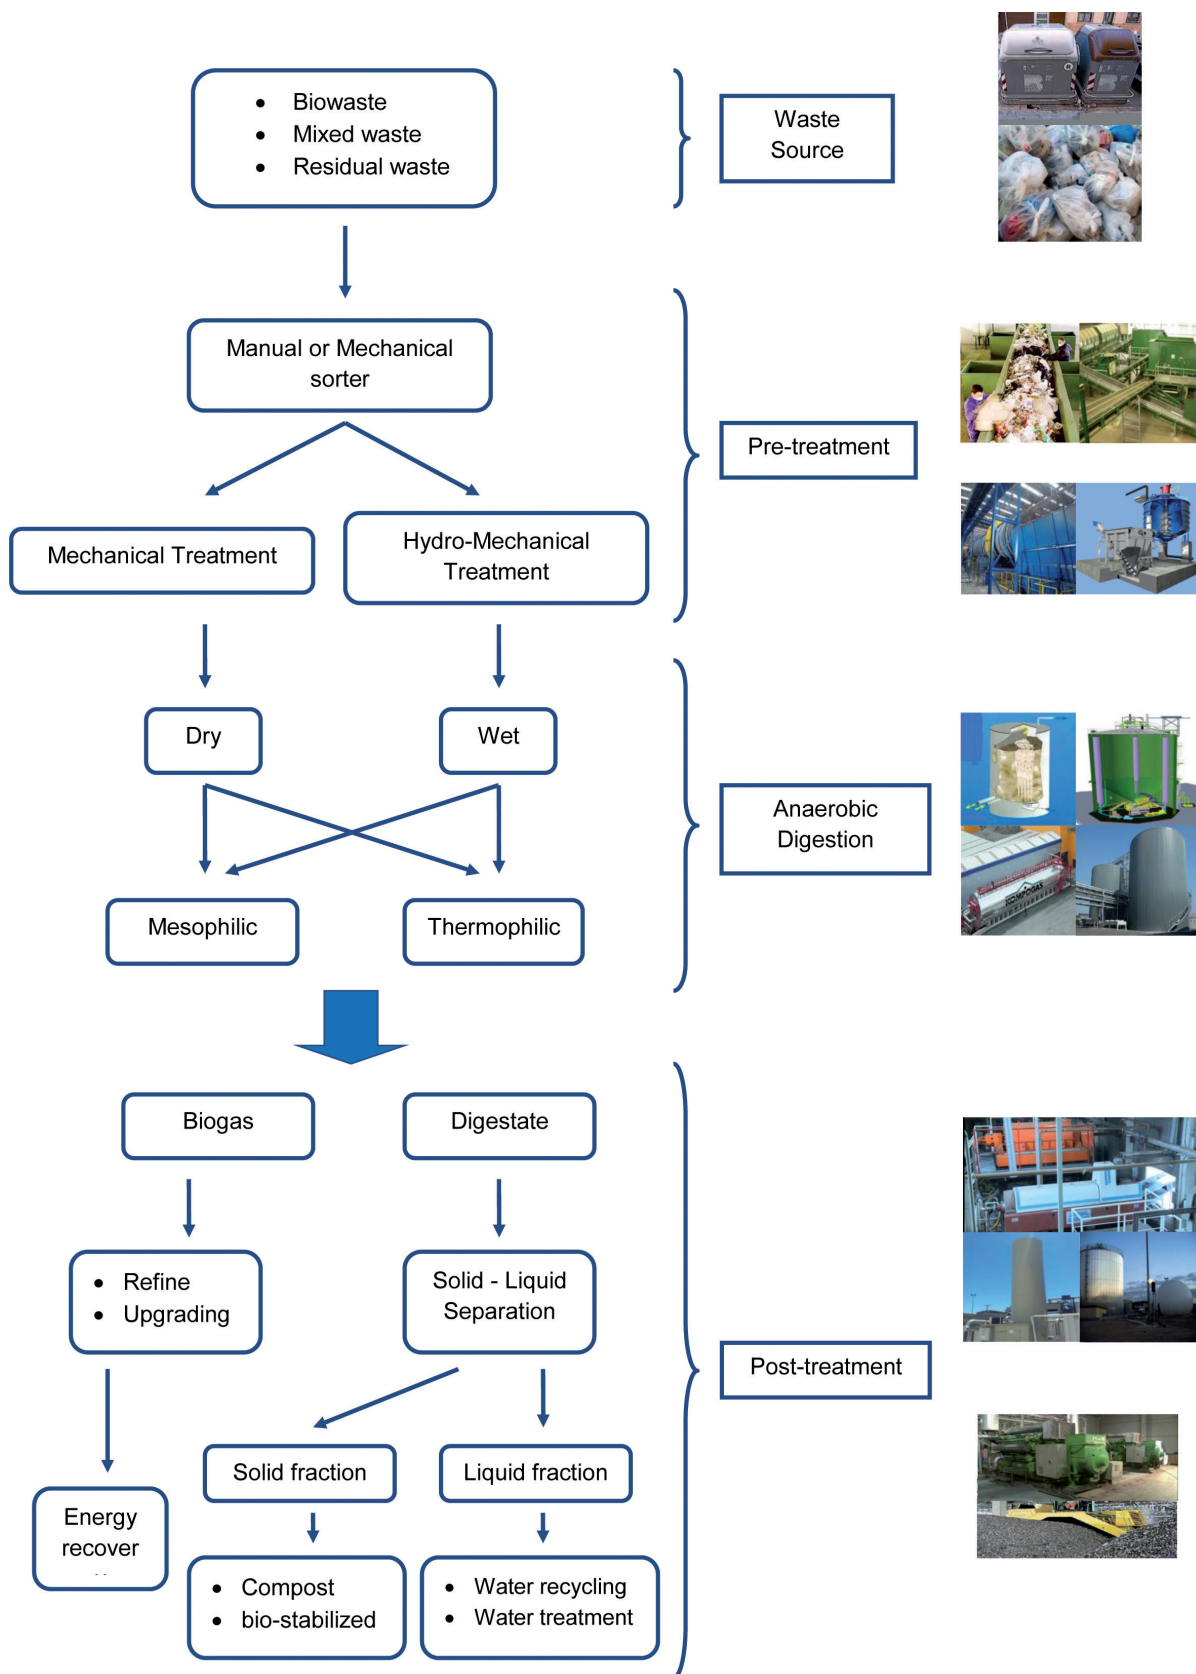 • Biowaste
• Mixed waste
• Residual waste
Waste
Source
Manual or Mechanical
sorter
Pre-treatment
Mechanical Treatment
Hydro-Mechanical
Treatment
Dry
Wet
Anaerobic
Digestion
KOMPOGAS
Mesophilic
Thermophilic
Biogas
Digestate
• Refine
• Upgrading
Solid - Liquid
Separation
Post-treatment
Solid fraction
Liquid fraction
Energy
recover
• Compost
• bio-stabilized
• Water recycling
• Water treatment